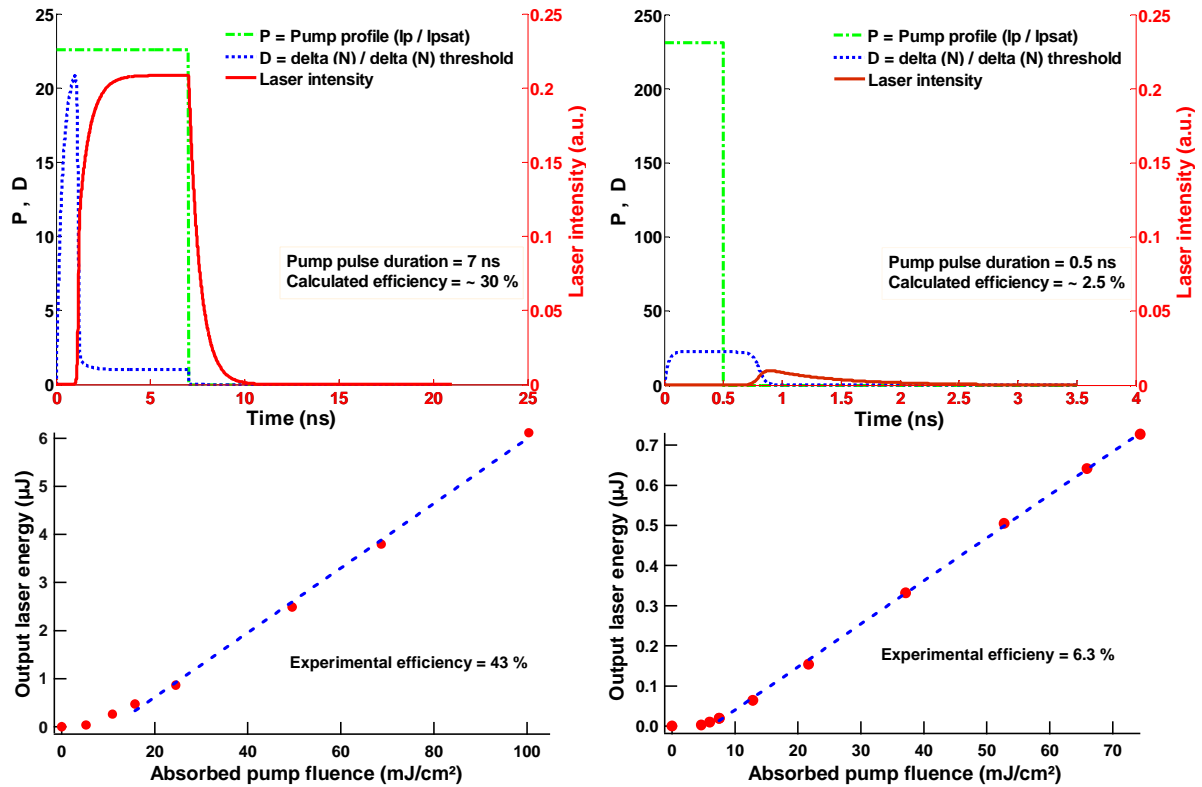 25
20
15
10
5
0
P , D
0.25
0.2
0.15
0.1
0.05
0
Laser intensity (a.u.)
P = Pump profile (Ip / Ipsat)
D = delta (N) / delta (N) threshold
Laser intensity
Pump pulse duration = 7 ns
Calculated efficiency = ~ 30 %
0 5 10 15 20 25
Time (ns)
250
200
150
100
50
0
P , D
0.25
0.2
0.15
0.1
0.05
0
Laser intensity (a.u.)
P = Pump profile (Ip / Ipsat)
D = delta (N) / delta (N) threshold
Laser intensity
Pump pulse duration = 0.5 ns
Calculated efficiency = ~ 2.5 %
0 0.5 1 1.5 2 2.5 3 3.5 4
Time (ns)
6
5
4
3
2
1
0
Output laser energy (µJ)
Experimental efficiency = 43 %
0 20 40 60 80 100
Absorbed pump fluence (mJ/cm²)
0.7
0.6
0.5
0.4
0.3
0.2
0.1
0.0
Output laser energy (µJ)
Experimental efficieny = 6.3 %
0 10 20 30 40 50 60 70
Absorbed pump fluence (mJ/cm²)